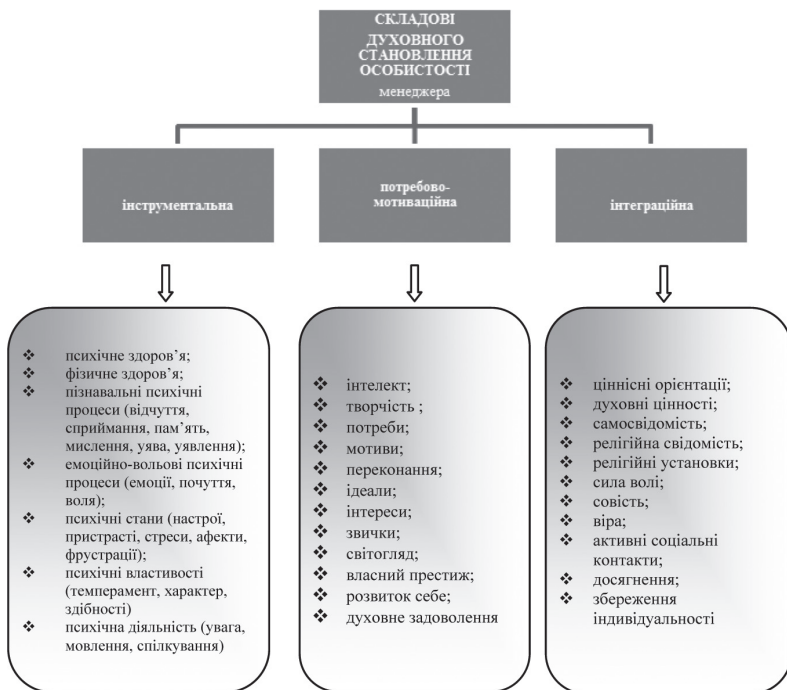 СКЛАДОВІ
ДУХОВНОГО
СТАНОВЛЕННЯ
ОСОБИСТОСТІ
менеджера
інструментальна
потребово-
мотиваційна
інтеграційна
❖ психічне здоров’я;
❖ фізичне здоров’я;
❖ пізнавальні психічні
процеси (відчуття,
сприймання, пам’ять,
мислення, уява, уявлення);
❖ емоційно-вольові психічні
процеси (емоції, почуття,
воля);
❖ психічні стани (настрої,
пристрасті, стреси, афекти,
фрустрації);
❖ психічні властивості
(темперамент, характер,
здібності)
❖ психічна діяльність (увага,
мовлення, спілкування)
❖ інтелект;
❖ творчість ;
❖ потреби;
❖ мотиви;
❖ переконання;
❖ ідеали;
❖ інтереси;
❖ звички;
❖ світогляд;
❖ власний престиж;
❖ розвиток себе;
❖ духовне задоволення
❖ ціннісні орієнтації;
❖ духовні цінності;
❖ самосвідомість;
❖ релігійна свідомість;
❖ релігійні установки;
❖ сила волі;
❖ совість;
❖ віра;
❖ активні соціальні
контакти;
❖ досягнення;
❖ збереження
індивідуальності